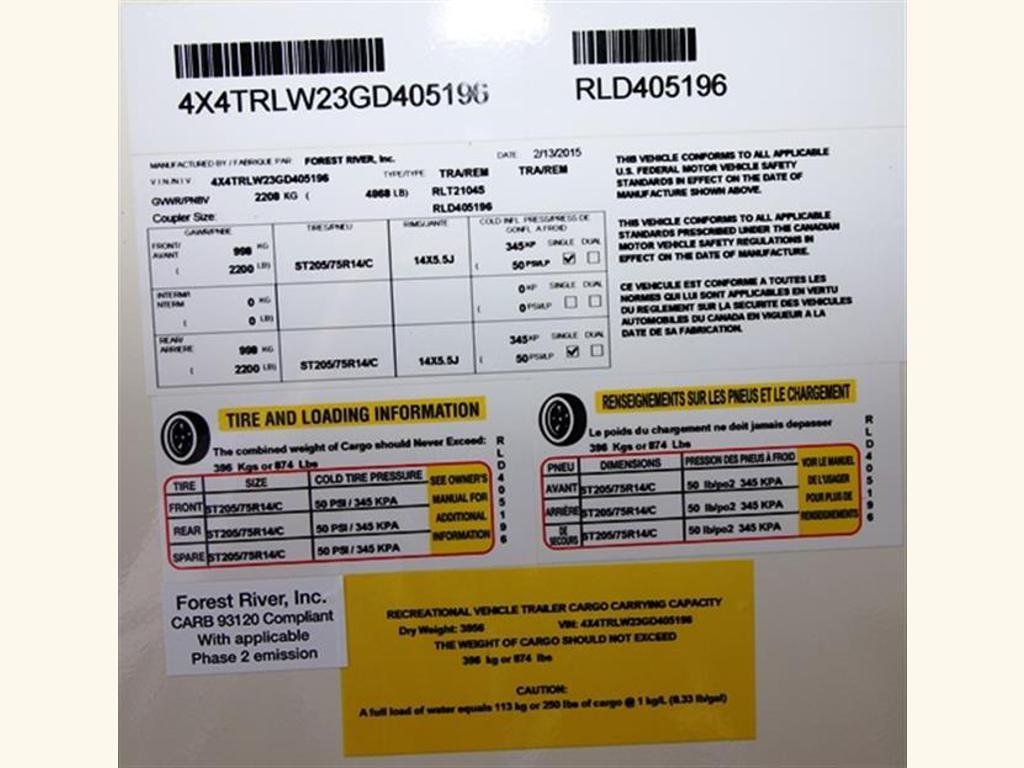 4X4TRLW23GD405196
RLD405196
MANUFACTURED BY / FABRIQUE PAR FOREST RIVER, Inc. DATE 2/13/2015
V.I.N./N.I.V. 4X4TRLW23GD405196 TYPE/TYPE TRA/REM TRA/REM
GVWR/PNBV 2208 KG ( 4868 LB) RLT2104S
Coupler Size: RLD405196
GAWR/PNBE TIRES/PNEU RIM/JANTE COLD INFL. PRESS/PRESS DE GONFL. A FROID
FRONT/ AVANT 998 KG 345 KP SINGLE DUAL
( 2200 LB) ST205/75R14/C 14X5.5J ( 50 PSI/LP
0 KG 0 KP SINGLE DUAL
( 0 LB) ( 0 PSI/LP
REAR/ ARRIERE 998 KG 345 KP SINGLE DUAL
( 2200 LB) ST205/75R14/C 14X5.5J ( 50 PSI/LP
THIS VEHICLE CONFORMS TO ALL APPLICABLE
U.S. FEDERAL MOTOR VEHICLE SAFETY
STANDARDS IN EFFECT ON THE DATE OF
MANUFACTURE SHOWN ABOVE.
THIS VEHICLE CONFORMS TO ALL APPLICABLE
STANDARDS PRESCRIBED UNDER THE CANADIAN
MOTOR VEHICLE SAFETY REGULATIONS IN
EFFECT ON THE DATE OF MANUFACTURE.
CE VEHICULE EST CONFORME A TOUTES LES
NORMES QUI LUI SONT APPLICABLES EN VERTU
DU REGLEMENT SUR LA SECURITE DES VEHICULES
AUTOMOBILES DU CANADA EN VIGUEUR A LA
DATE DE SA FABRICATION.
TIRE AND LOADING INFORMATION
The combined weight of Cargo should Never Exceed:
396 Kgs or 874 Lbs
TIRE SIZE COLD TIRE PRESSURE
FRONT ST205/75R14/C 50 PSI / 345 KPA
REAR ST205/75R14/C 50 PSI / 345 KPA
SPARE ST205/75R14/C 50 PSI / 345 KPA
SEE OWNER'S
MANUAL FOR
ADDITIONAL
INFORMATION
RLD405196
RENSEIGNEMENTS SUR LES PNEUS ET LE CHARGEMENT
Le poids du chargement ne doit jamais depasser
396 Kgs or 874 Lbs
PNEU DIMENSIONS PRESSION DES PNEUS À FROID
AVANT ST205/75R14/C 50 lb/po2 345 KPA
ARRIÈRE ST205/75R14/C 50 lb/po2 345 KPA
DE SECOURS ST205/75R14/C 50 lb/po2 345 KPA
VOIR LE MANUEL
DE L'USAGER
POUR PLUS DE
RENSEIGNEMENTS
RLD405196
Forest River, Inc.
CARB 93120 Compliant
With applicable
Phase 2 emission
RECREATIONAL VEHICLE TRAILER CARGO CARRYING CAPACITY
Dry Weight: 3956 VIN: 4X4TRLW23GD405196
THE WEIGHT OF CARGO SHOULD NOT EXCEED
396 kg or 874 lbs
CAUTION:
A full load of water equals 113 kg or 250 lbs of cargo @ 1 kg/L (8.33 lb/gal)